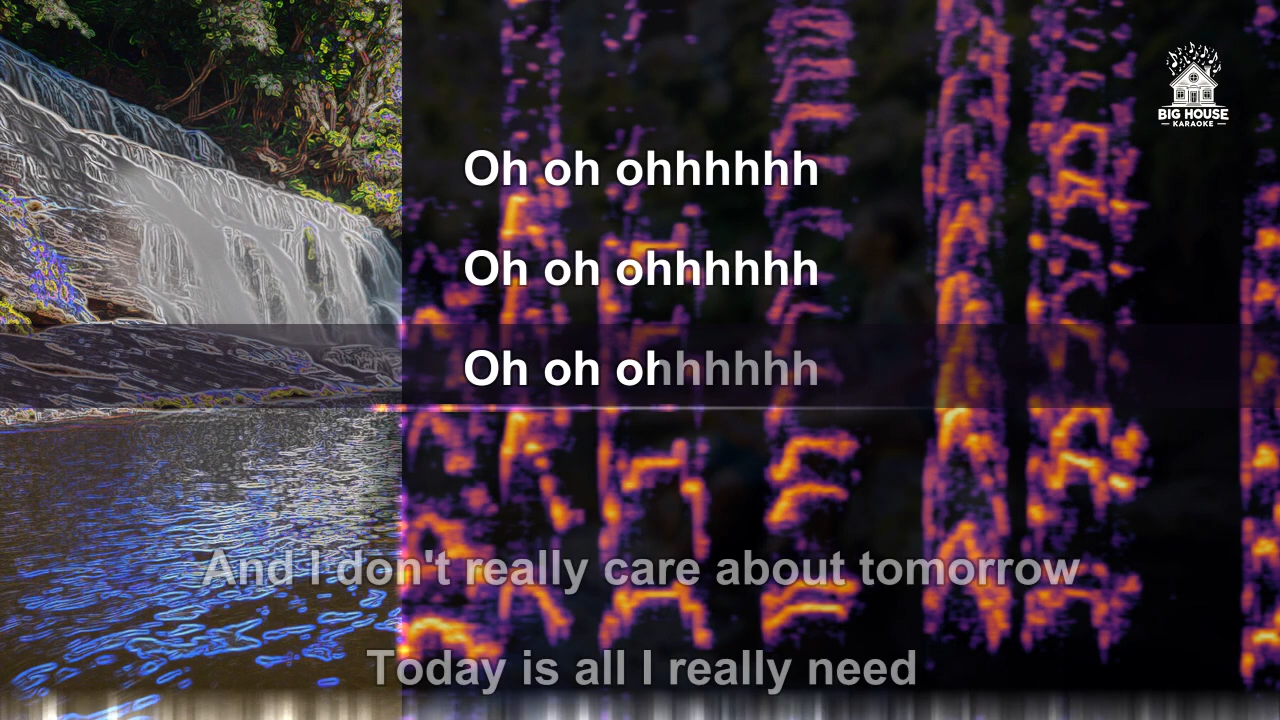 BIG HOUSE
KARAOKE
Oh oh ohhhhhh
Oh oh ohhhhhh
Oh oh ohhhhhh
And I don't really care about tomorrow
Today is all I really need